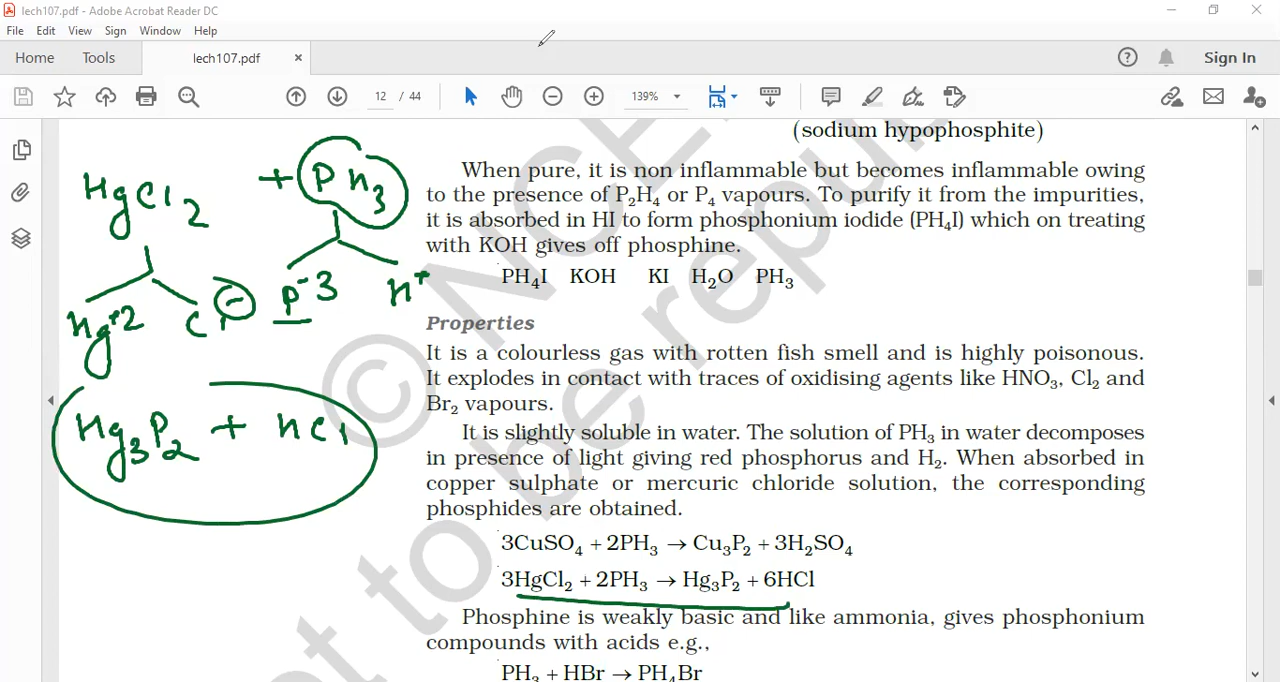 lech107.pdf - Adobe Acrobat Reader DC
File Edit View Sign Window Help
Home Tools lech107.pdf × Sign In
12 / 44 139%
(sodium hypophosphite)
When pure, it is non inflammable but becomes inflammable owing
to the presence of P₂H₄ or P₄ vapours. To purify it from the impurities,
it is absorbed in HI to form phosphonium iodide (PH₄I) which on treating
with KOH gives off phosphine.
PH₄I KOH KI H₂O PH₃
Properties
It is a colourless gas with rotten fish smell and is highly poisonous.
It explodes in contact with traces of oxidising agents like HNO₃, Cl₂ and
Br₂ vapours.
It is slightly soluble in water. The solution of PH₃ in water decomposes
in presence of light giving red phosphorus and H₂. When absorbed in
copper sulphate or mercuric chloride solution, the corresponding
phosphides are obtained.
3CuSO₄ + 2PH₃ → Cu₃P₂ + 3H₂SO₄
3HgCl₂ + 2PH₃ → Hg₃P₂ + 6HCl
Phosphine is weakly basic and like ammonia, gives phosphonium
compounds with acids e.g.,
PH₃ + HBr → PH₄Br
HgCl₂ + PH₃
Hg⁺² Cl⁻ P⁻³ H⁺
Hg₃P₂ + HCl
© NCE
not to be repu